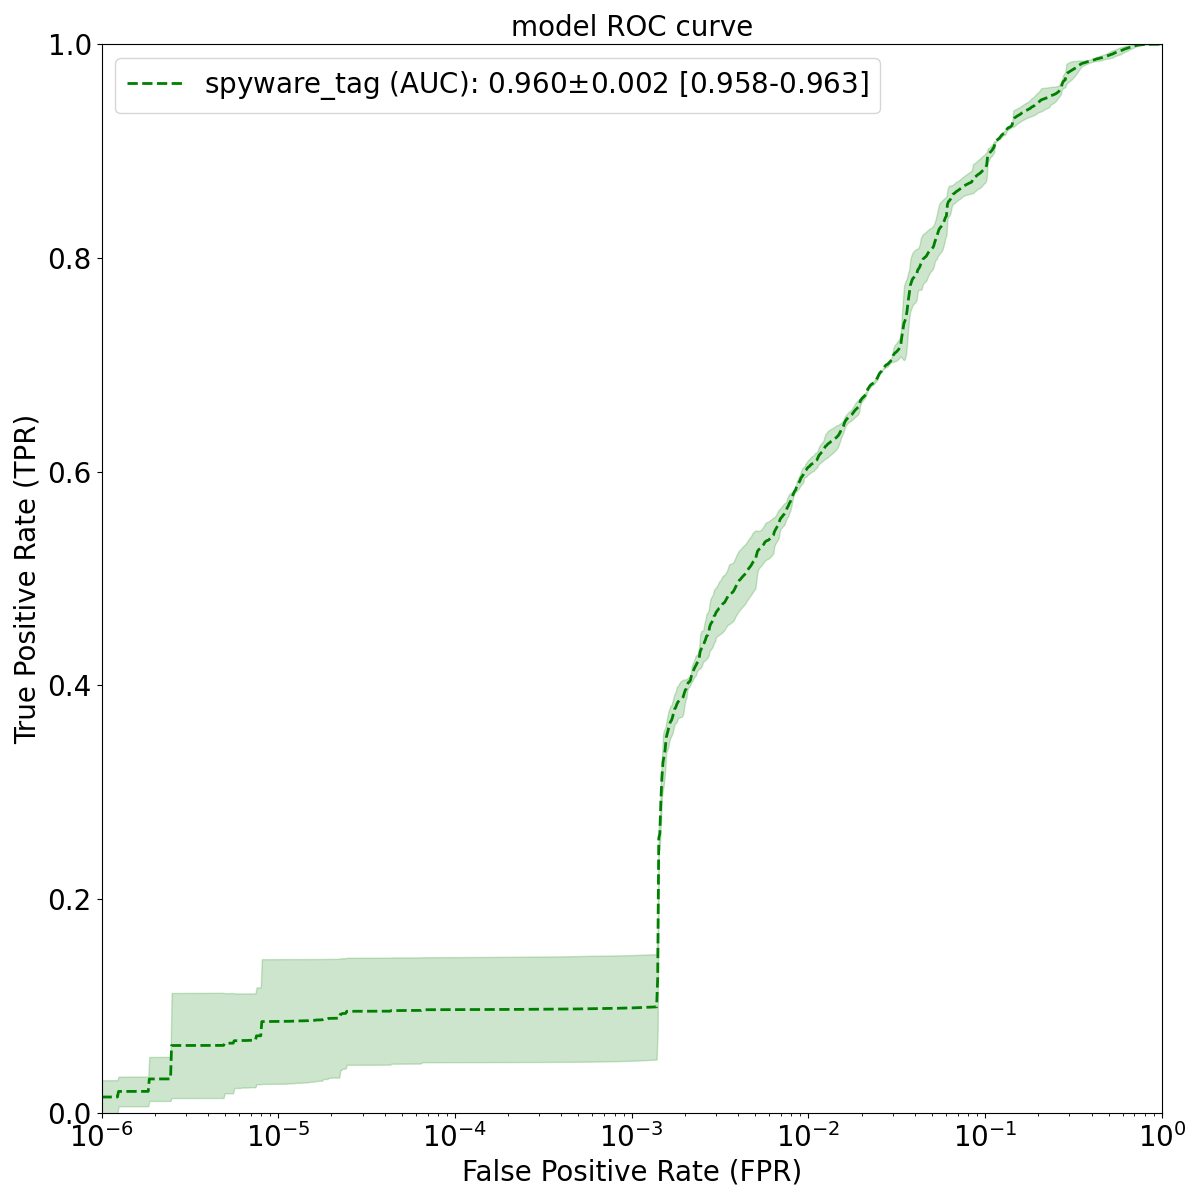 model ROC curve
spyware_tag (AUC): 0.960±0.002 [0.958-0.963]
True Positive Rate (TPR)
1.0
0.8
0.6
0.4
0.2
0.0
10⁻⁶ 10⁻⁵ 10⁻⁴ 10⁻³ 10⁻² 10⁻¹ 10⁰
False Positive Rate (FPR)